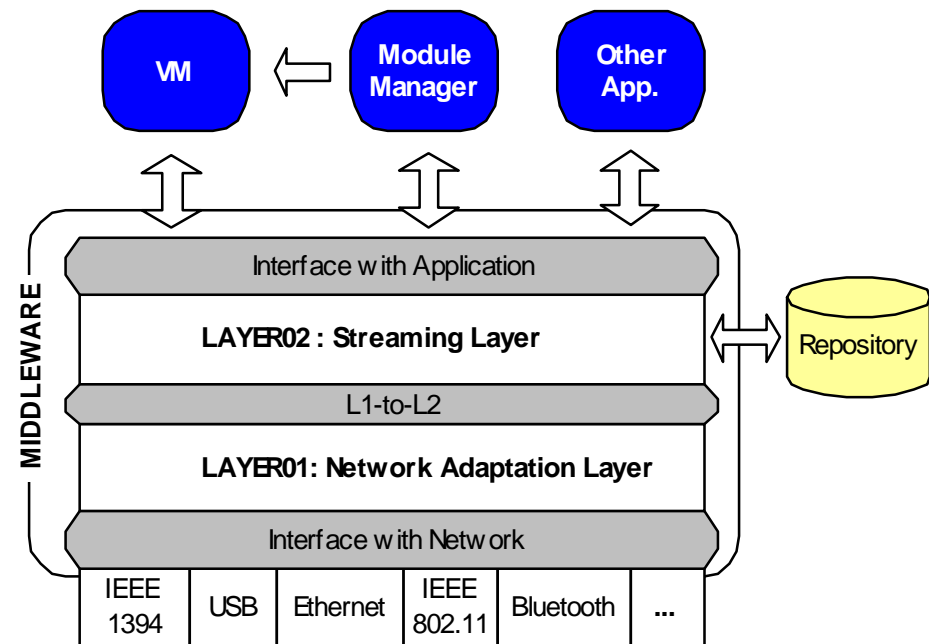 VM
Module
Manager
Other
App.
MIDDLEWARE
Interface with Application
LAYER02 : Streaming Layer
Repository
L1-to-L2
LAYER01: Network Adaptation Layer
Interface with Network
IEEE
1394
USB
Ethernet
IEEE
802.11
Bluetooth
...